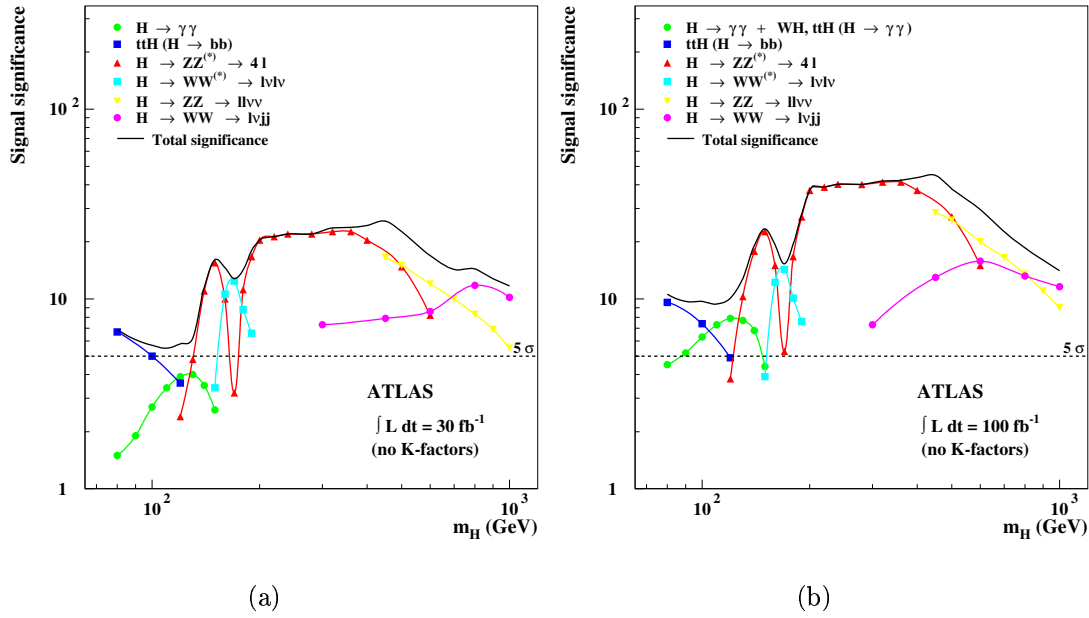 Signal significance
H → γγ
ttH (H → bb)
H → ZZ(*) → 4 l
H → WW(*) → lνlν
H → ZZ → llνν
H → WW → lνjj
Total significance
10 2
10
1
5 σ
ATLAS
∫ L dt = 30 fb-1
(no K-factors)
10 2
10 3
mH (GeV)
(a)
Signal significance
H → γγ + WH, ttH (H → γγ)
ttH (H → bb)
H → ZZ(*) → 4 l
H → WW(*) → lνlν
H → ZZ → llνν
H → WW → lνjj
Total significance
10 2
10
1
5 σ
ATLAS
∫ L dt = 100 fb-1
(no K-factors)
10 2
10 3
mH (GeV)
(b)